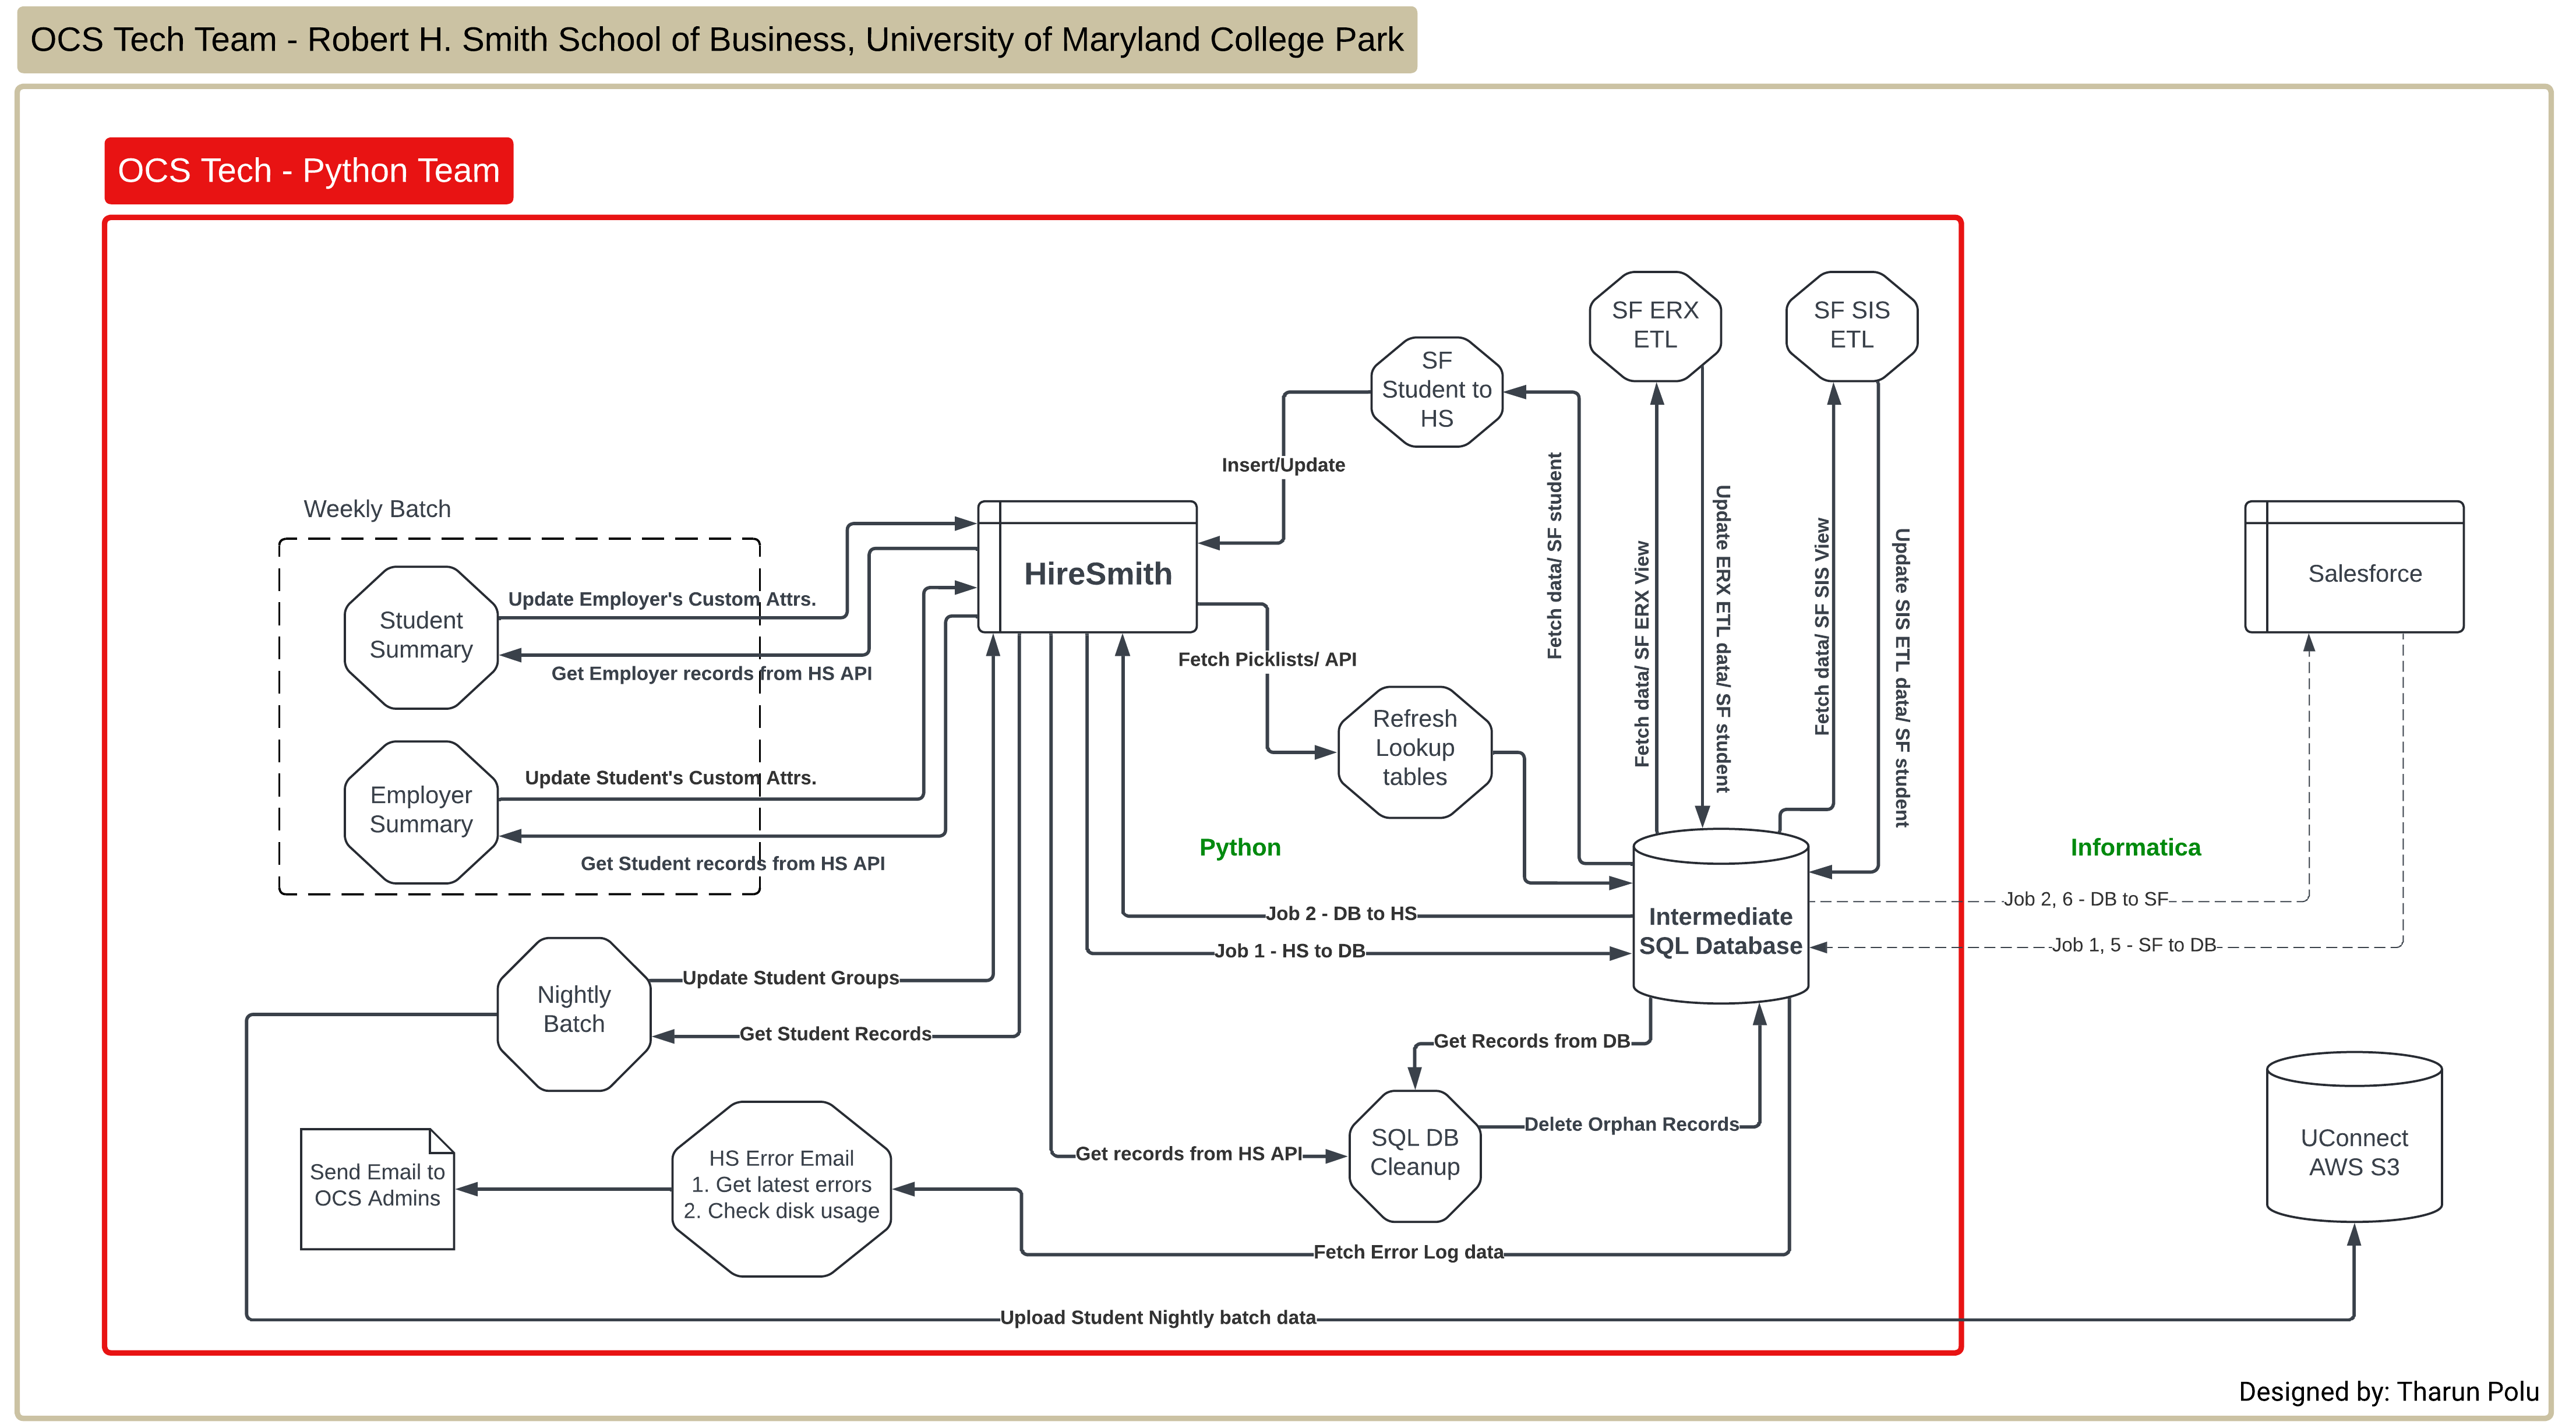 OCS Tech Team - Robert H. Smith School of Business, University of Maryland College Park
OCS Tech - Python Team
SF ERX
ETL
SF SIS
ETL
SF
Student to
HS
Insert/Update
Fetch data/ SF student
Fetch data/ SF ERX View
Update ERX ETL data/ SF student
Fetch data/ SF SIS View
Update SIS ETL data/ SF student
Weekly Batch
Student
Summary
Update Employer's Custom Attrs.
Get Employer records from HS API
HireSmith
Salesforce
Fetch Picklists/ API
Refresh
Lookup
tables
Employer
Summary
Update Student's Custom Attrs.
Get Student records from HS API
Python
Informatica
Job 2 - DB to HS
Job 1 - HS to DB
Intermediate
SQL Database
Job 2, 6 - DB to SF
Job 1, 5 - SF to DB
Nightly
Batch
Update Student Groups
Get Student Records
Get Records from DB
Delete Orphan Records
SQL DB
Cleanup
Get records from HS API
UConnect
AWS S3
Send Email to
OCS Admins
HS Error Email
1. Get latest errors
2. Check disk usage
Fetch Error Log data
Upload Student Nightly batch data
Designed by: Tharun Polu